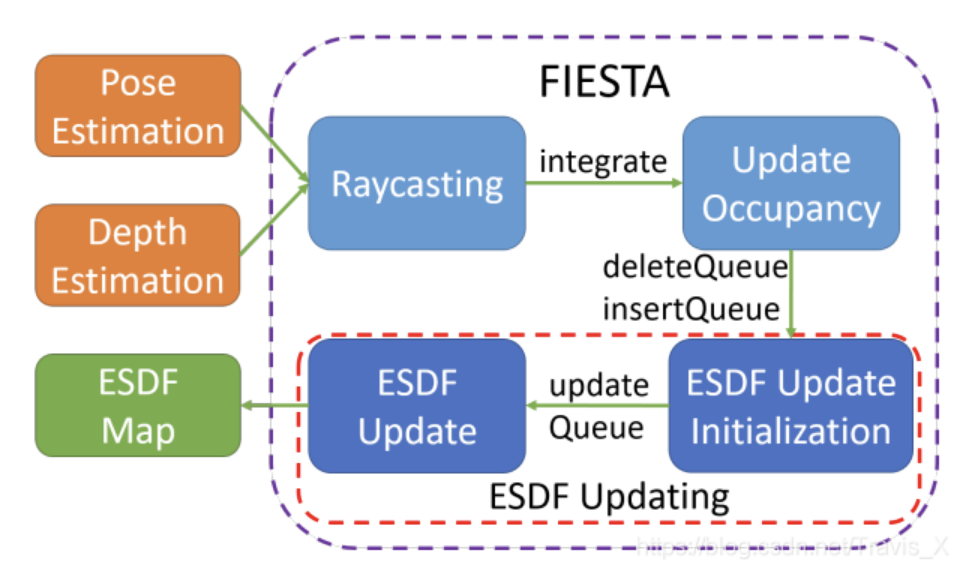 FIESTA
Pose
Estimation
Depth
Estimation
Raycasting
integrate
Update
Occupancy
deleteQueue
insertQueue
ESDF Update
Initialization
update
Queue
ESDF
Update
ESDF
Map
ESDF Updating
https://blog.csdn.net/Travis_X